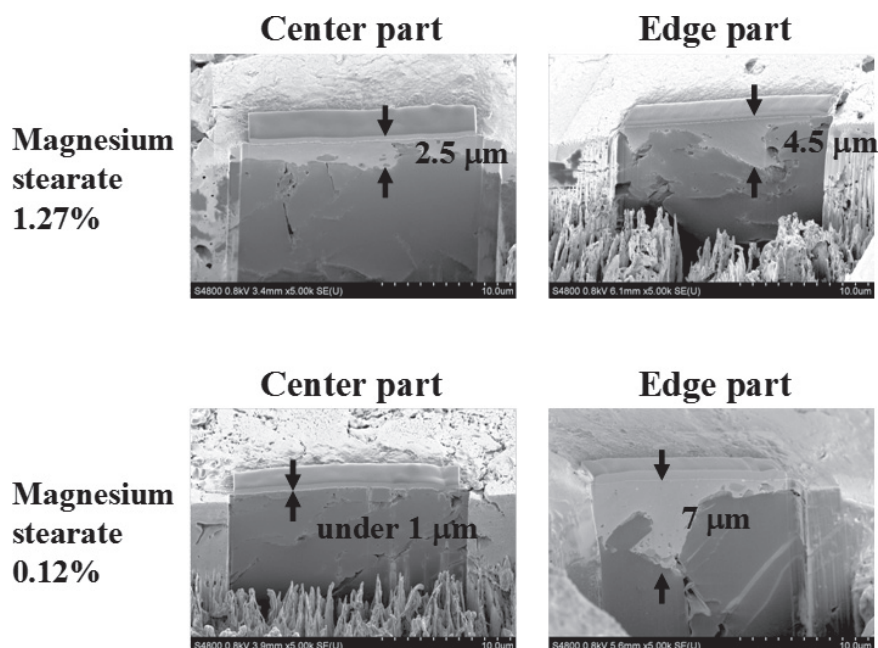 Center part
Edge part
Magnesium
stearate
1.27%
2.5 μm
4.5 μm
S4800 0.8kV 3.4mm x5.00k SE(U)
10.0um
S4800 0.8kV 6.1mm x5.00k SE(U)
10.0um
Center part
Edge part
Magnesium
stearate
0.12%
under 1 μm
7 μm
S4800 0.8kV 3.9mm x5.00k SE(U)
10.0um
S4800 0.8kV 5.6mm x5.00k SE(U)
10.0um